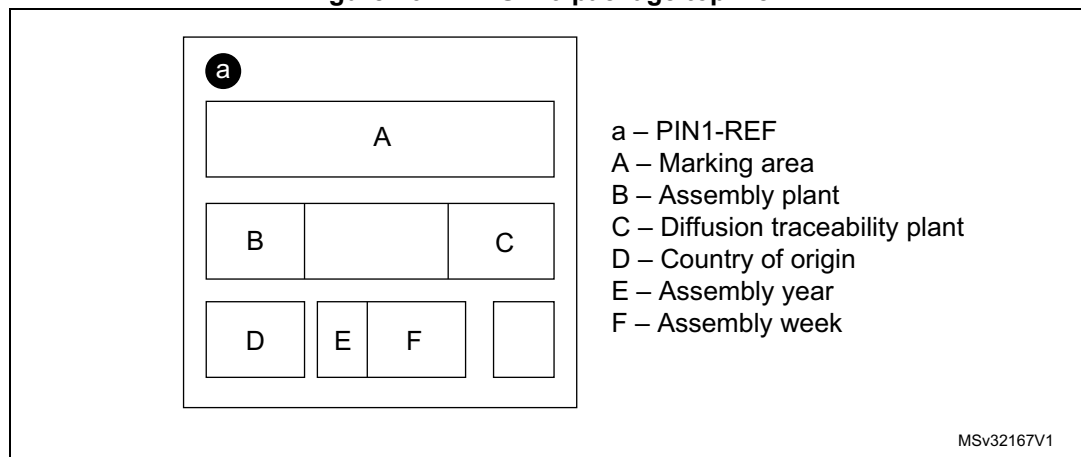 a
A
B
C
D
E
F
a – PIN1-REF
A – Marking area
B – Assembly plant
C – Diffusion traceability plant
D – Country of origin
E – Assembly year
F – Assembly week
MSv32167V1